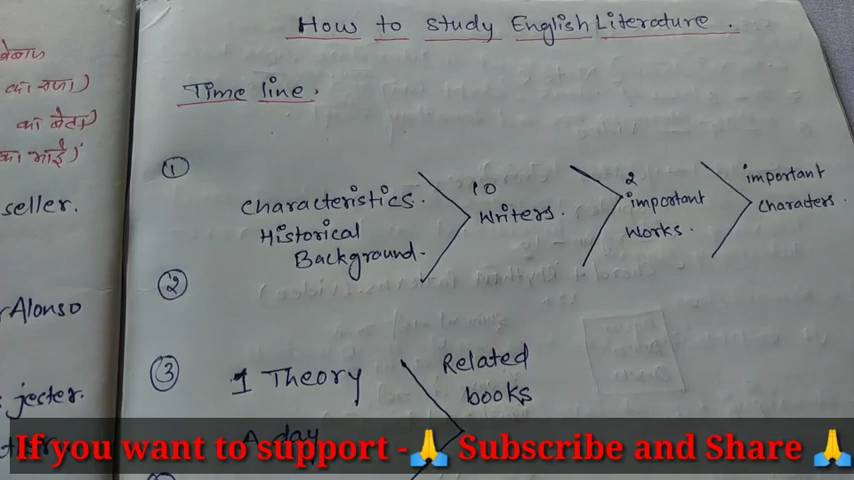 बेनाम
का राजा)
का बेटा)
का भाई)
seller.
Alonso
jester.
How to study English Literature.
Time line.
①
Characteristics.
Historical
Background.
10
Writers.
2
important
works.
important
characters.
②
③
1 Theory
A day
Related
books
If you want to support -🙏 Subscribe and Share 🙏